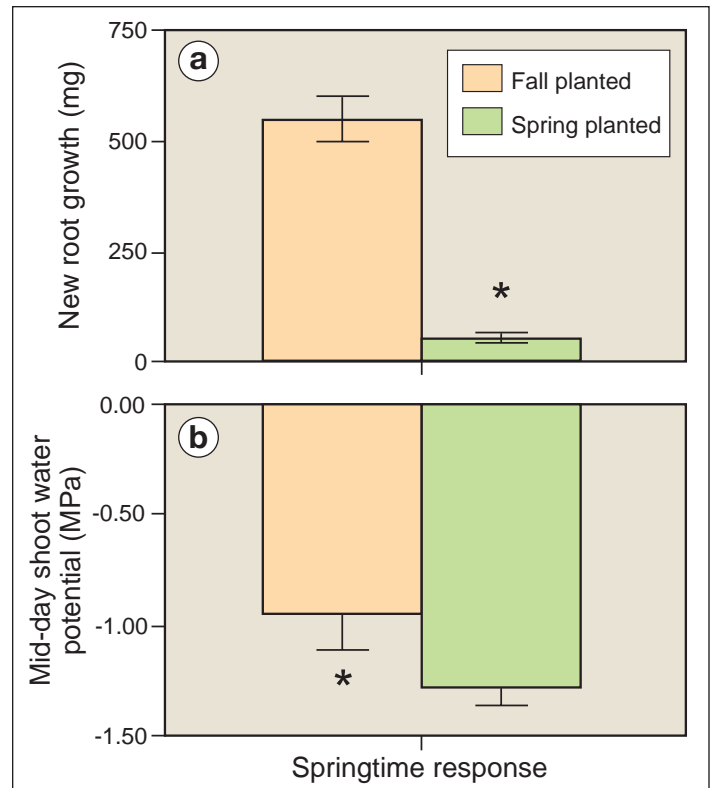 a
New root growth (mg)
750
500
250
0
Fall planted
Spring planted
*
b
Mid-day shoot water
potential (MPa)
0.00
-0.50
-1.00
-1.50
*
Springtime response